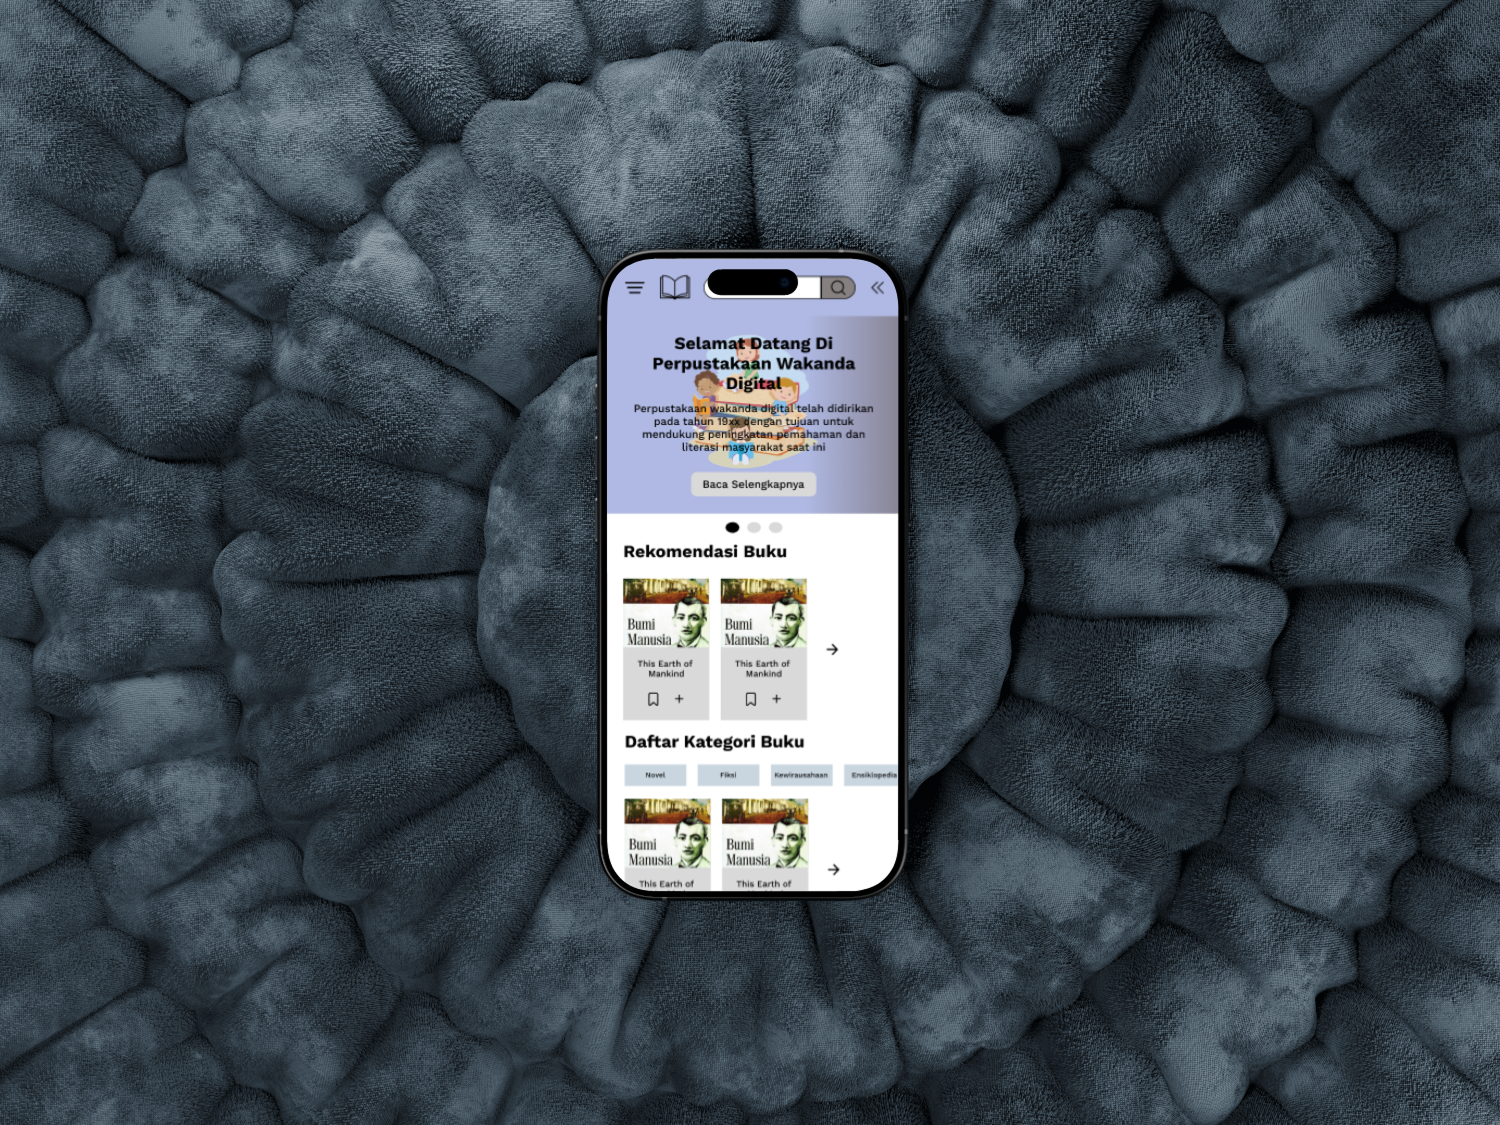 Selamat Datang Di
Perpustakaan Wakanda
Digital
Perpustakaan wakanda digital telah didirikan
pada tahun 19xx dengan tujuan untuk
mendukung peningkatan pemahaman dan
literasi masyarakat saat ini
Baca Selengkapnya
Rekomendasi Buku
Bumi
Manusia
This Earth of
Mankind
Bumi
Manusia
This Earth of
Mankind
Daftar Kategori Buku
Novel Fiksi Kewirausahaan Ensiklopedia
Bumi
Manusia
This Earth of
Bumi
Manusia
This Earth of